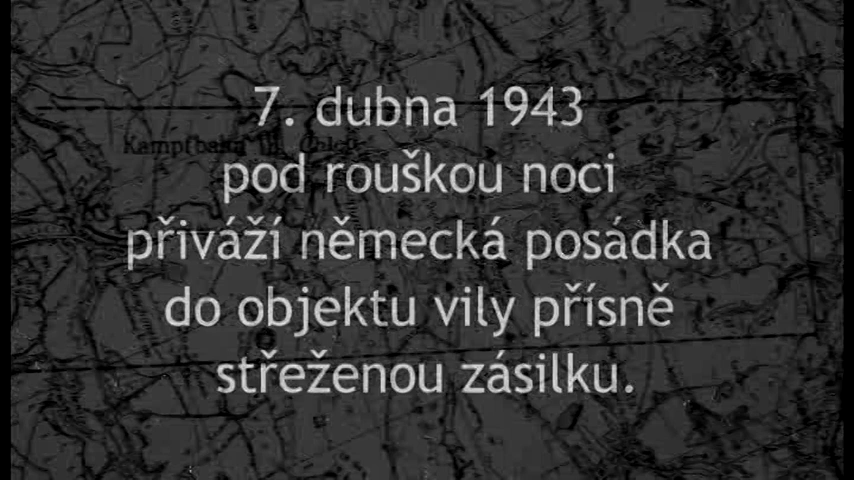 7. dubna 1943
pod rouškou noci
přiváží německá posádka
do objektu vily přísně
střeženou zásilku.